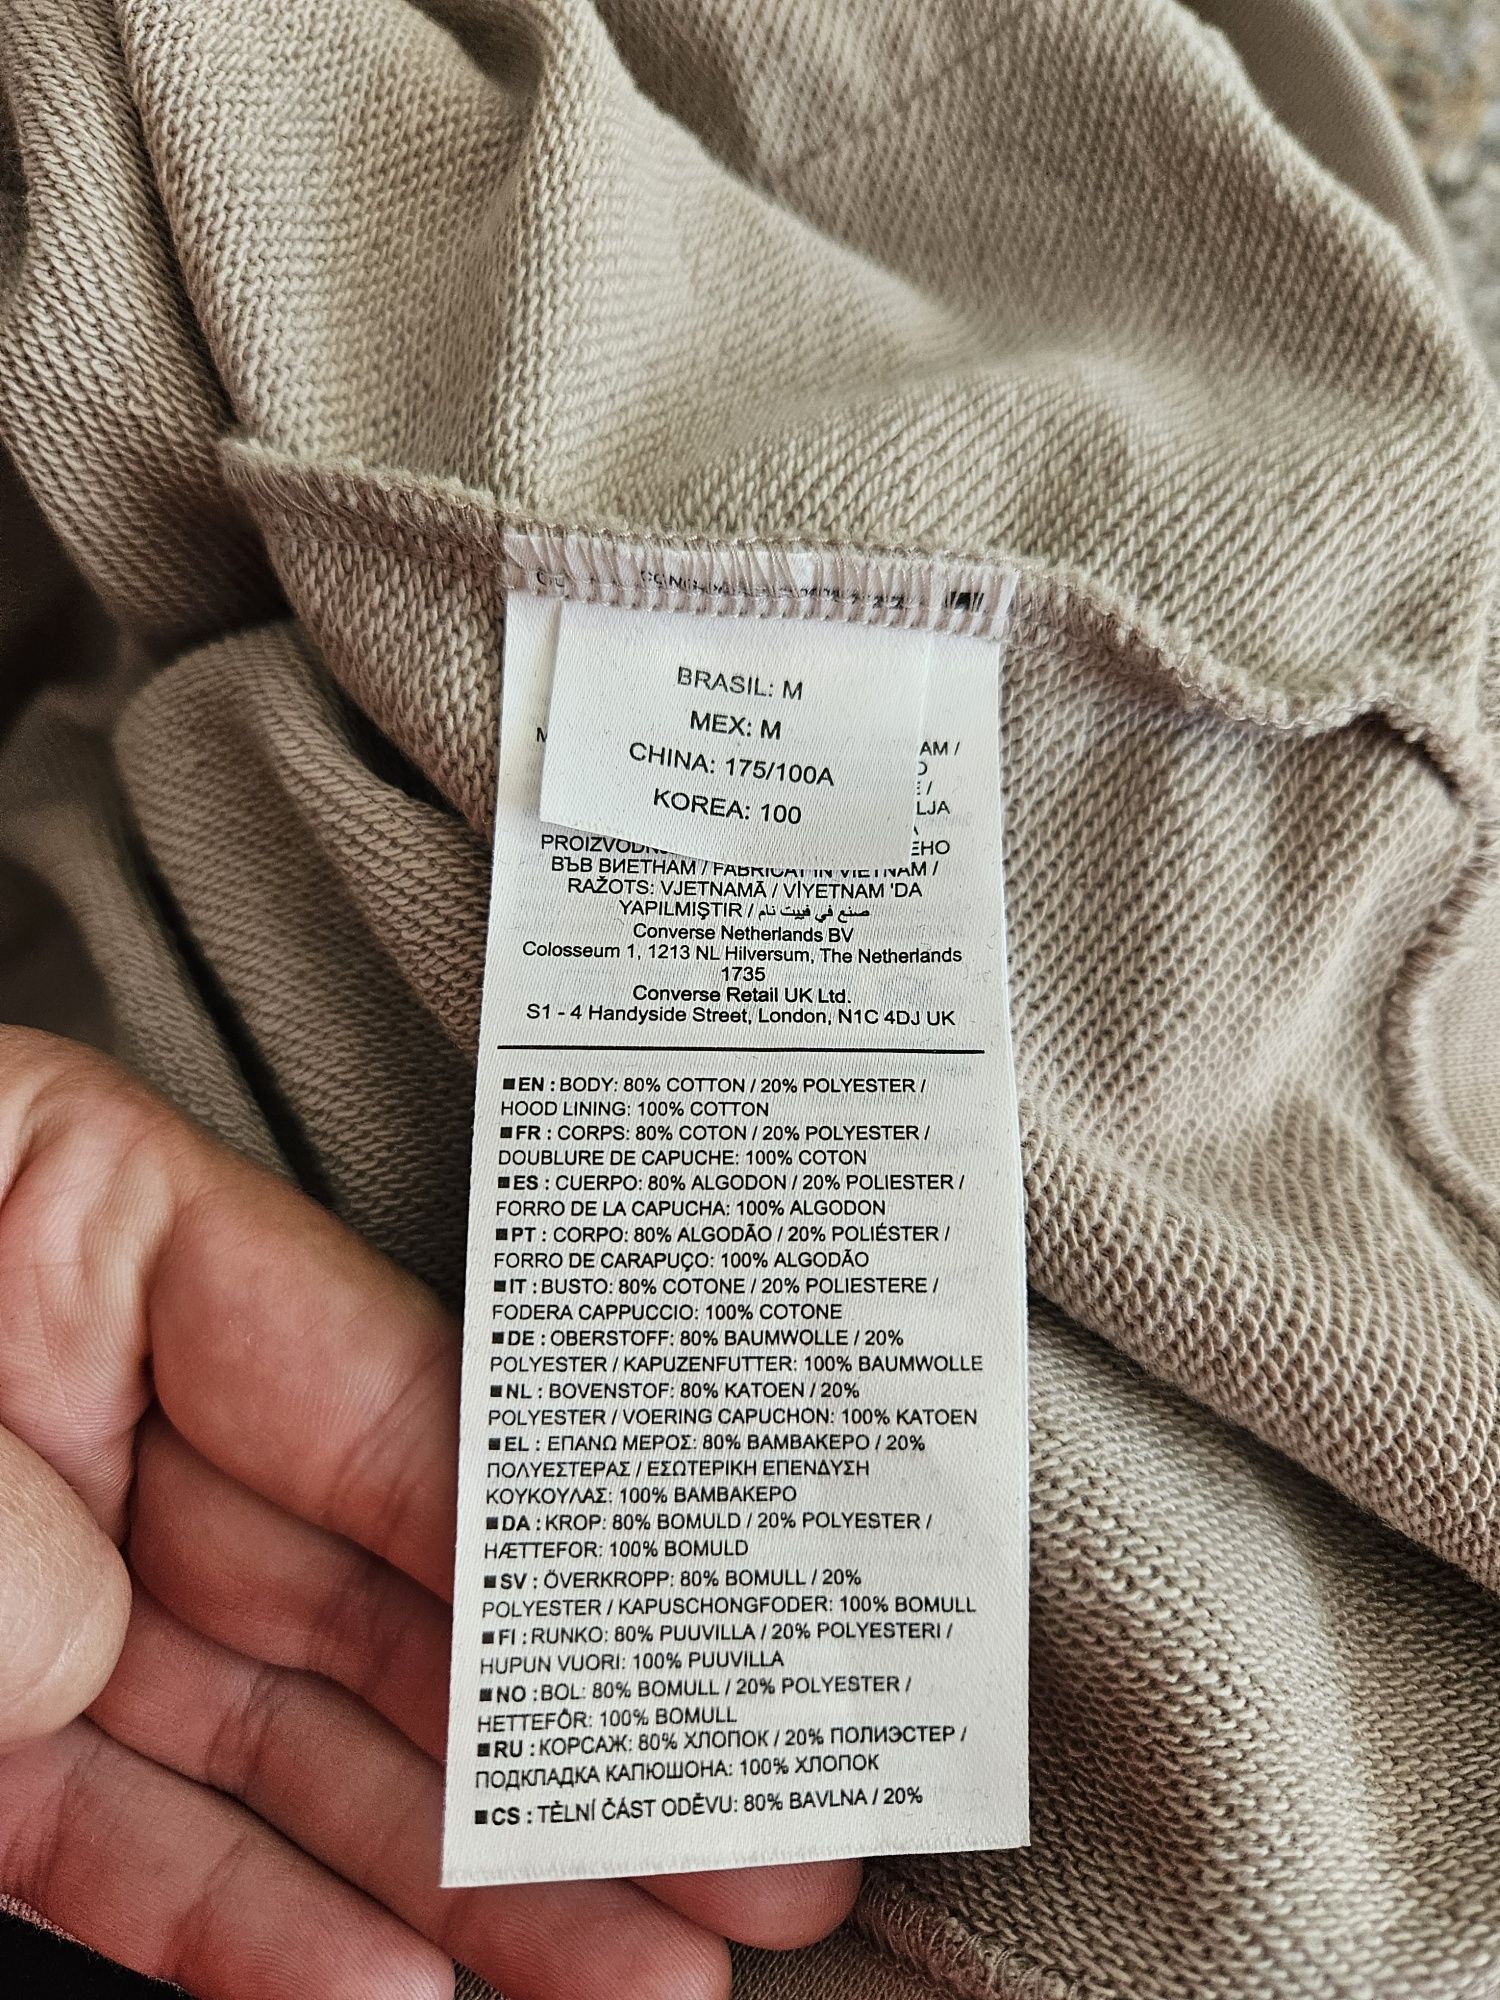 BRASIL: M
MEX: M
CHINA: 175/100A
KOREA: 100
AM /
LJA
ВЪВ ВИЕТНАМ / FABRICAT IN VIETNAM /
RAŽOTS: VJETNAMĀ / VİYETNAM 'DA
YAPILMIŞTIR / صنع في فييت نام
Converse Netherlands BV
Colosseum 1, 1213 NL Hilversum, The Netherlands
1735
Converse Retail UK Ltd.
S1 - 4 Handyside Street, London, N1C 4DJ UK
■EN : BODY: 80% COTTON / 20% POLYESTER /
HOOD LINING: 100% COTTON
■FR : CORPS: 80% COTON / 20% POLYESTER /
DOUBLURE DE CAPUCHE: 100% COTON
■ES : CUERPO: 80% ALGODON / 20% POLIESTER /
FORRO DE LA CAPUCHA: 100% ALGODON
■PT : CORPO: 80% ALGODÃO / 20% POLIÉSTER /
FORRO DE CARAPUÇO: 100% ALGODÃO
■IT : BUSTO: 80% COTONE / 20% POLIESTERE /
FODERA CAPPUCCIO: 100% COTONE
■DE : OBERSTOFF: 80% BAUMWOLLE / 20%
POLYESTER / KAPUZENFUTTER: 100% BAUMWOLLE
■NL : BOVENSTOF: 80% KATOEN / 20%
POLYESTER / VOERING CAPUCHON: 100% KATOEN
■EL : ΕΠΑΝΩ ΜΕΡΟΣ: 80% ΒΑΜΒΑΚΕΡΟ / 20%
ΠΟΛΥΕΣΤΕΡΑΣ / ΕΣΩΤΕΡΙΚΗ ΕΠΕΝΔΥΣΗ
ΚΟΥΚΟΥΛΑΣ: 100% ΒΑΜΒΑΚΕΡΟ
■DA : KROP: 80% BOMULD / 20% POLYESTER /
HÆTTEFOR: 100% BOMULD
■SV : ÖVERKROPP: 80% BOMULL / 20%
POLYESTER / KAPUSCHONGFODER: 100% BOMULL
■FI : RUNKO: 80% PUUVILLA / 20% POLYESTERI /
HUPUN VUORI: 100% PUUVILLA
■NO : BOL: 80% BOMULL / 20% POLYESTER /
HETTEFÔR: 100% BOMULL
■RU : КОРСАЖ: 80% ХЛОПОК / 20% ПОЛИЭСТЕР /
ПОДКЛАДКА КАПЮШОНА: 100% ХЛОПОК
■CS : TĚLNÍ ČÁST ODĚVU: 80% BAVLNA / 20%